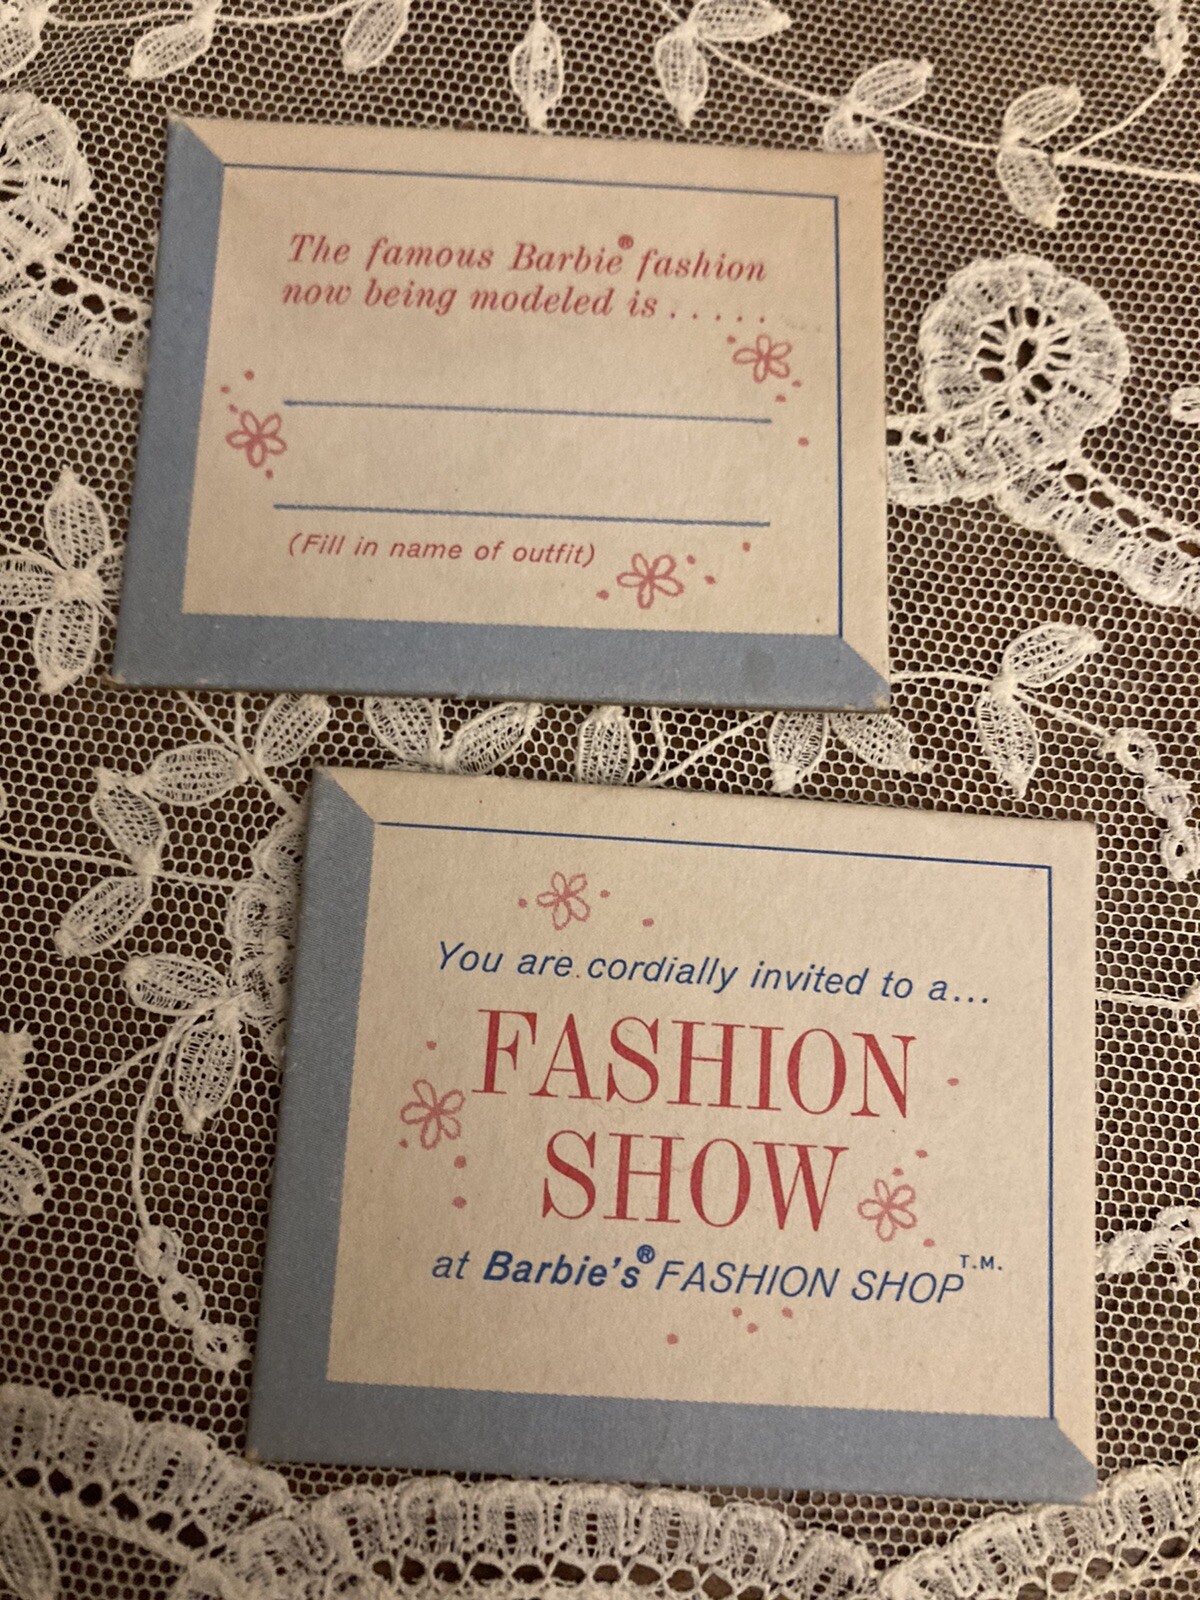 The famous Barbie® fashion
now being modeled is . . . . .
(Fill in name of outfit)
You are cordially invited to a...
FASHION
SHOW
at Barbie's® FASHION SHOP T.M.